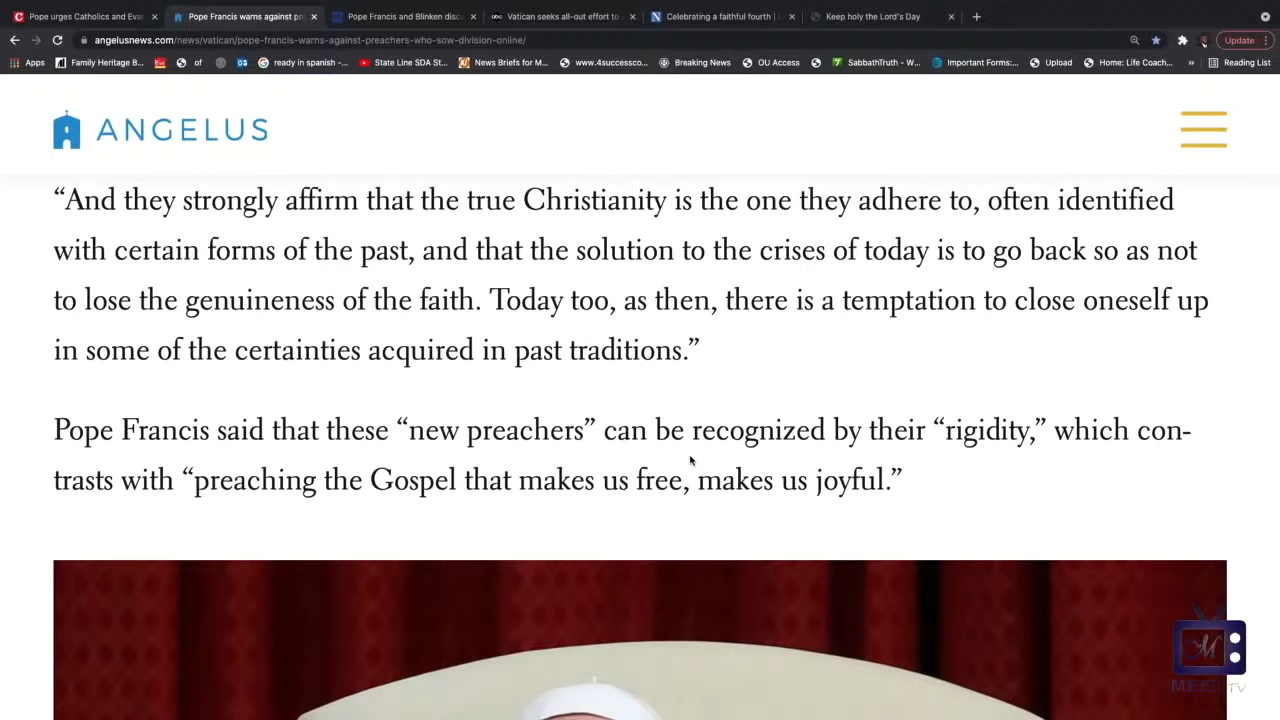 Pope urges Catholics and Evan
Pope Francis warns against pre
Pope Francis and Blinken disc
Vatican seeks all-out effort to
Celebrating a faithful fourth |
Keep holy the Lord's Day
angelusnews.com/news/vatican/pope-francis-warns-against-preachers-who-sow-division-online/
Update
Apps
Family Heritage B...
of
ready in spanish -...
State Line SDA St...
News Briefs for M...
www.4successco...
Breaking News
OU Access
SabbathTruth - W...
Important Forms:...
Upload
Home: Life Coach...
»
Reading List
ANGELUS
“And they strongly affirm that the true Christianity is the one they adhere to, often identified
with certain forms of the past, and that the solution to the crises of today is to go back so as not
to lose the genuineness of the faith. Today too, as then, there is a temptation to close oneself up
in some of the certainties acquired in past traditions.”
Pope Francis said that these “new preachers” can be recognized by their “rigidity,” which con-
trasts with “preaching the Gospel that makes us free, makes us joyful.”